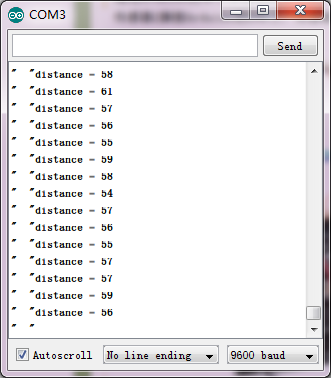 COM3
Send
" "distance - 58
" "distance - 61
" "distance - 57
" "distance - 56
" "distance - 55
" "distance - 59
" "distance - 58
" "distance - 54
" "distance - 57
" "distance - 56
" "distance - 55
" "distance - 57
" "distance - 57
" "distance - 59
" "distance - 56
" "
Autoscroll No line ending 9600 baud